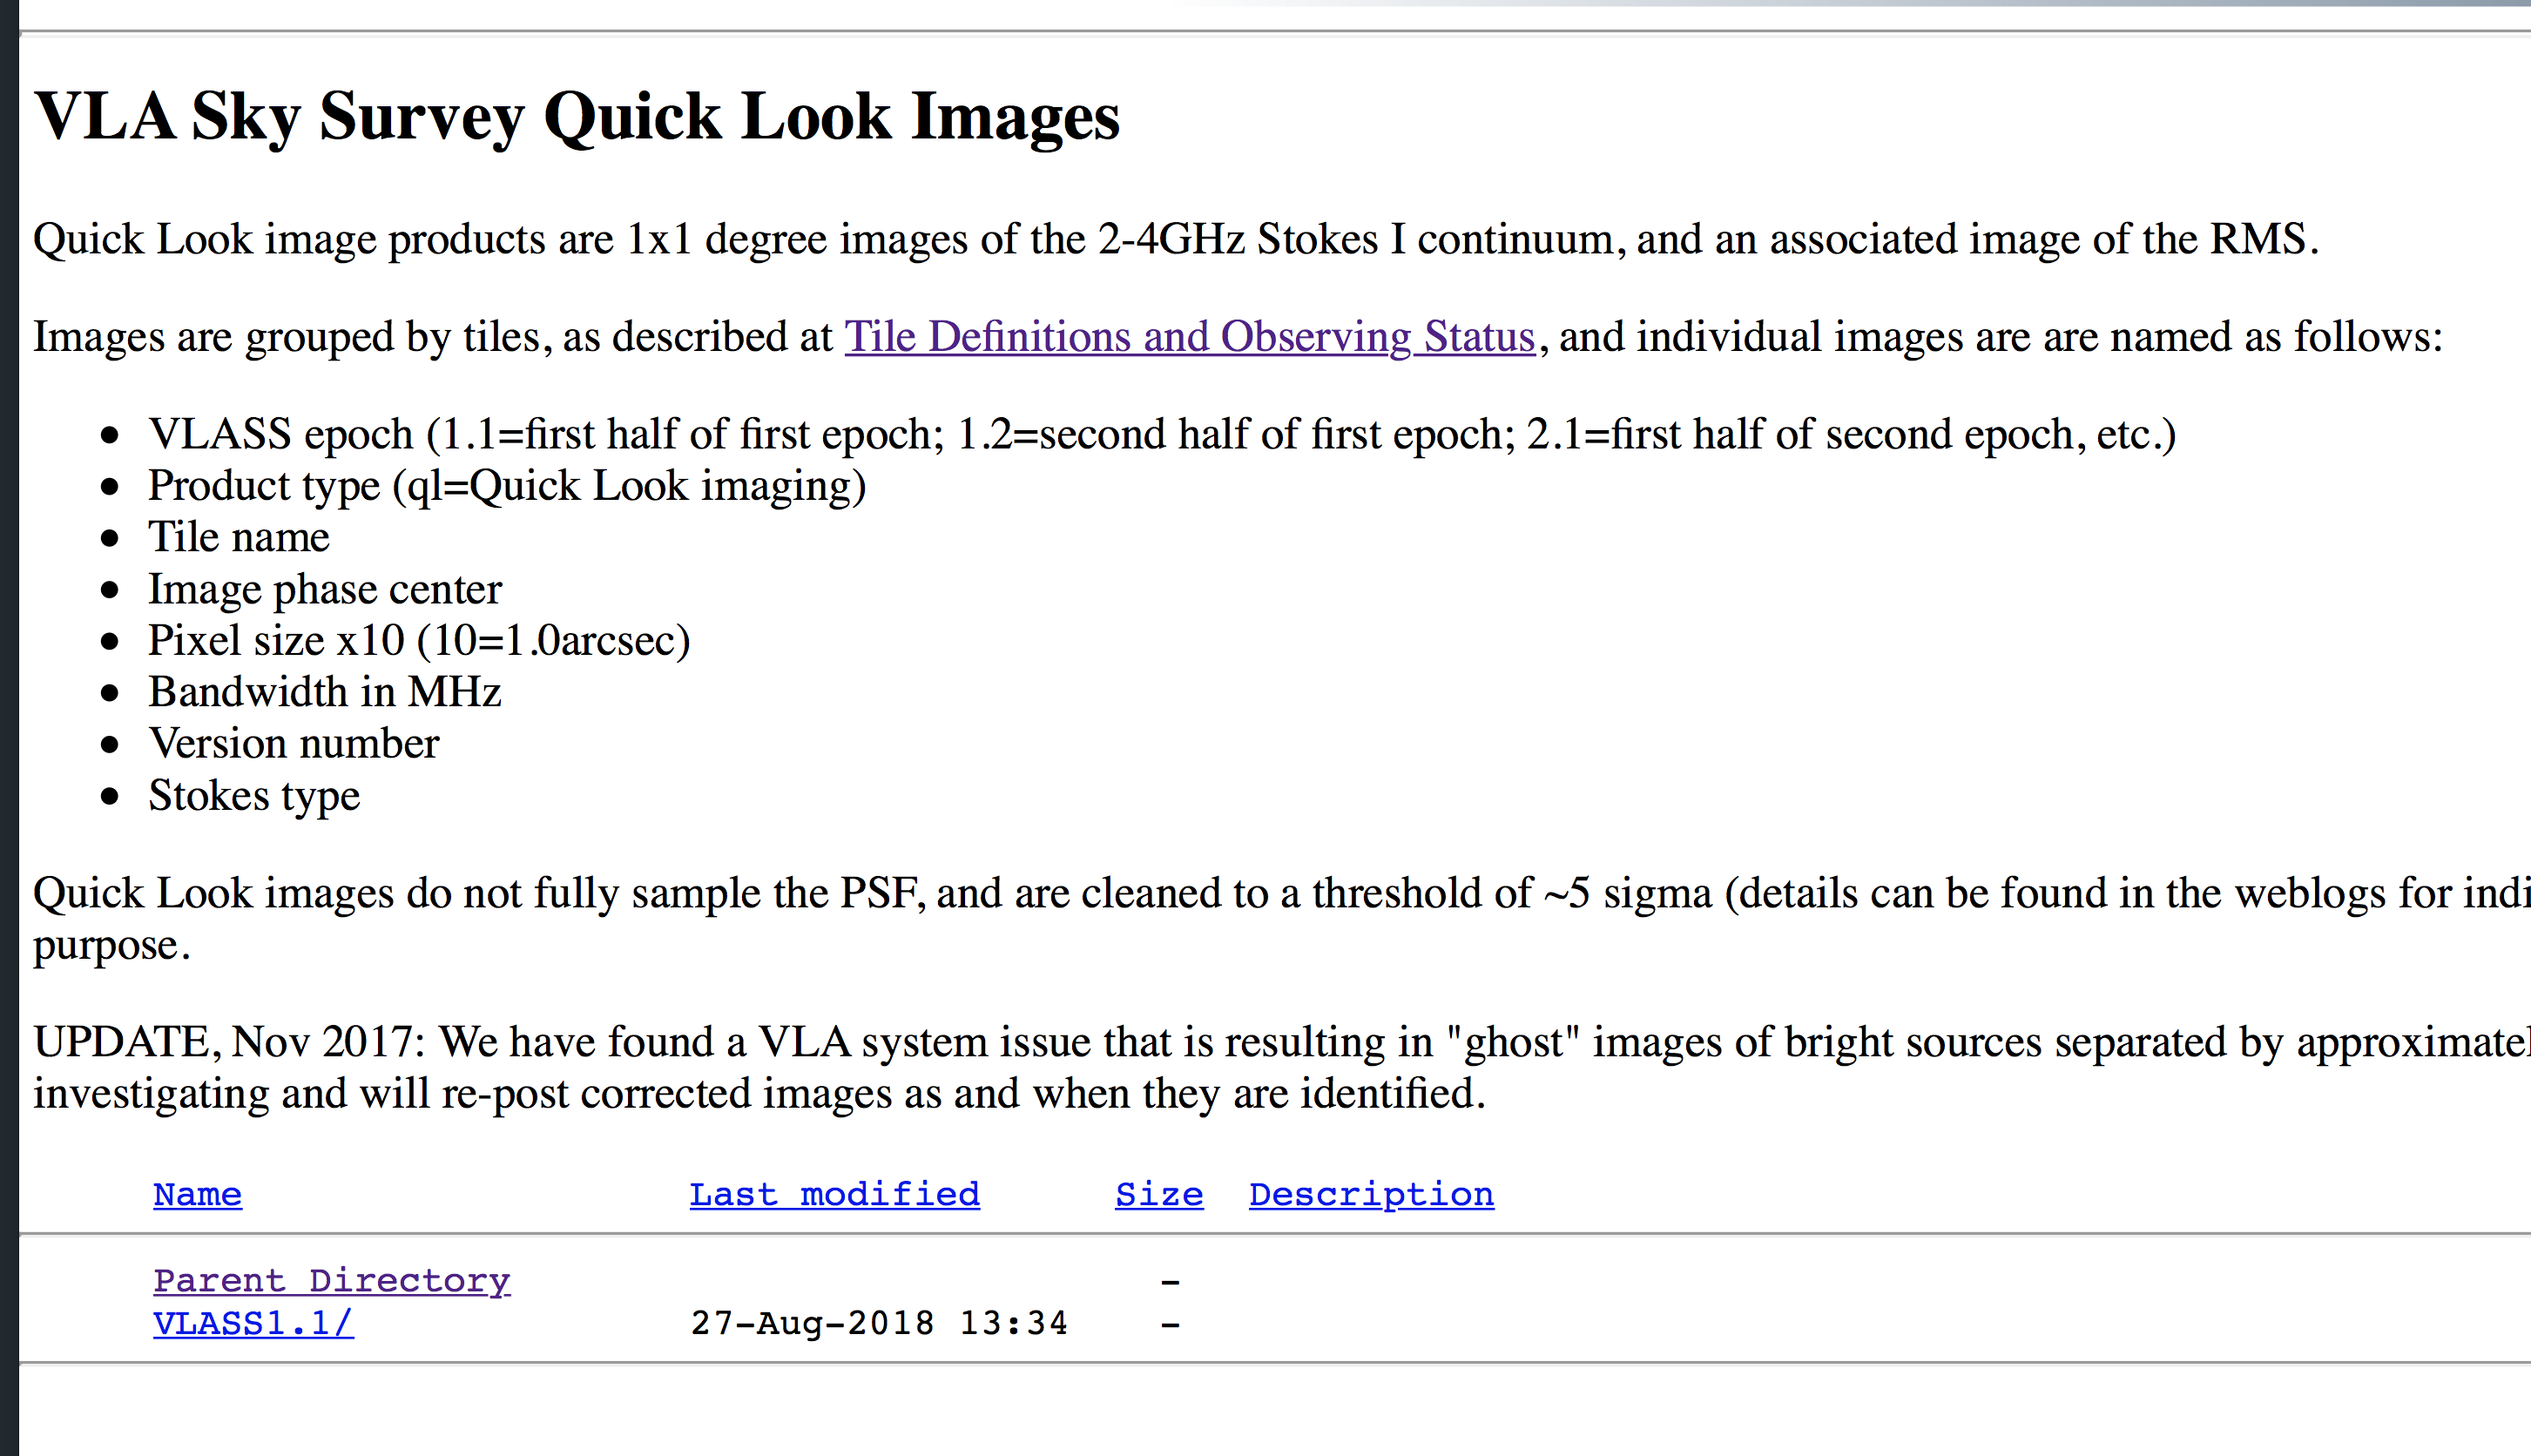 VLA Sky Survey Quick Look Images
Quick Look image products are 1x1 degree images of the 2-4GHz Stokes I continuum, and an associated image of the RMS.
Images are grouped by tiles, as described at Tile Definitions and Observing Status, and individual images are are named as follows:
• VLASS epoch (1.1=first half of first epoch; 1.2=second half of first epoch; 2.1=first half of second epoch, etc.)
• Product type (ql=Quick Look imaging)
• Tile name
• Image phase center
• Pixel size x10 (10=1.0arcsec)
• Bandwidth in MHz
• Version number
• Stokes type
Quick Look images do not fully sample the PSF, and are cleaned to a threshold of ~5 sigma (details can be found in the weblogs for
purpose.
UPDATE, Nov 2017: We have found a VLA system issue that is resulting in "ghost" images of bright sources separated by
investigating and will re-post corrected images as and when they are identified.
Name Last modified Size Description
Parent Directory -
VLASS1.1/ 27-Aug-2018 13:34 -